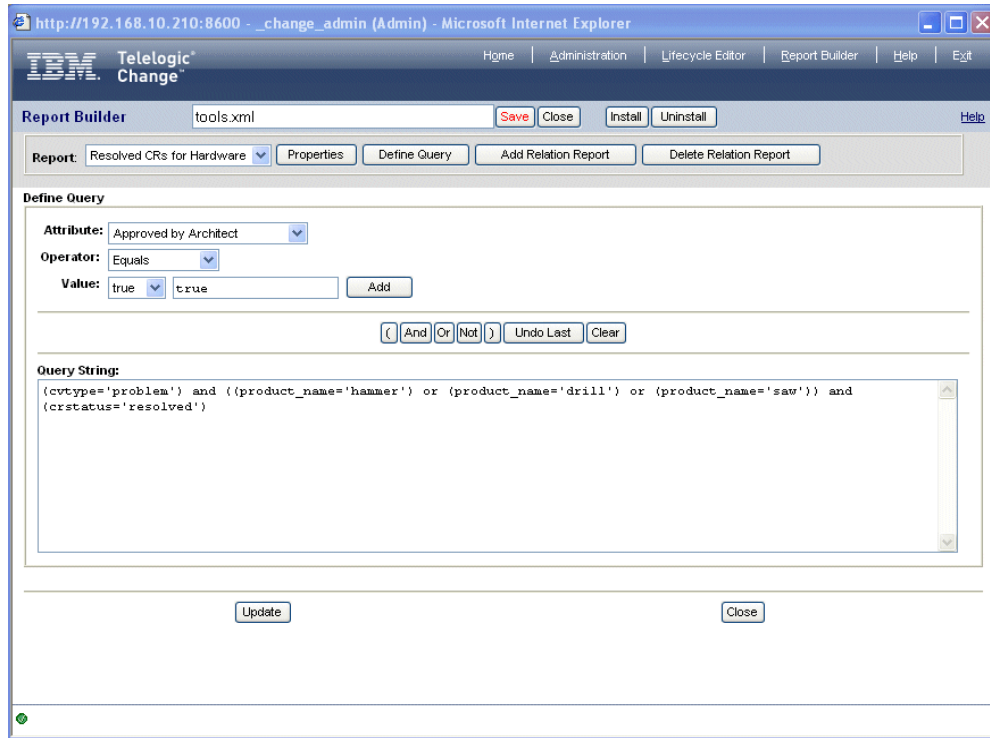 http://192.168.10.210:8600 - _change_admin (Admin) - Microsoft Internet Explorer
IBM. Telelogic® Change™ Home Administration Lifecycle Editor Report Builder Help Exit
Report Builder tools.xml Save Close Install Uninstall Help
Report: Resolved CRs for Hardware Properties Define Query Add Relation Report Delete Relation Report
Define Query
Attribute: Approved by Architect
Operator: Equals
Value: true true Add
( And Or Not ) Undo Last Clear
Query String:
(cvtype='problem') and ((product_name='hammer') or (product_name='drill') or (product_name='saw')) and
(crstatus='resolved')
Update Close